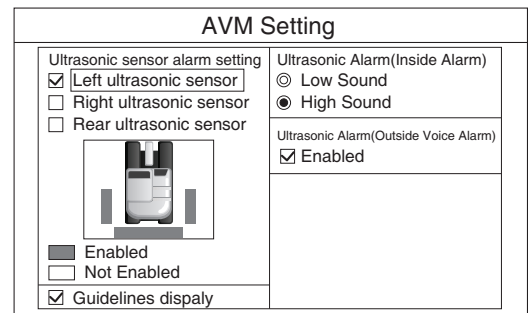 AVM Setting
Ultrasonic sensor alarm setting
Left ultrasonic sensor
Right ultrasonic sensor
Rear ultrasonic sensor
Enabled
Not Enabled
Guidelines dispaly
Ultrasonic Alarm(Inside Alarm)
Low Sound
High Sound
Ultrasonic Alarm(Outside Voice Alarm)
Enabled